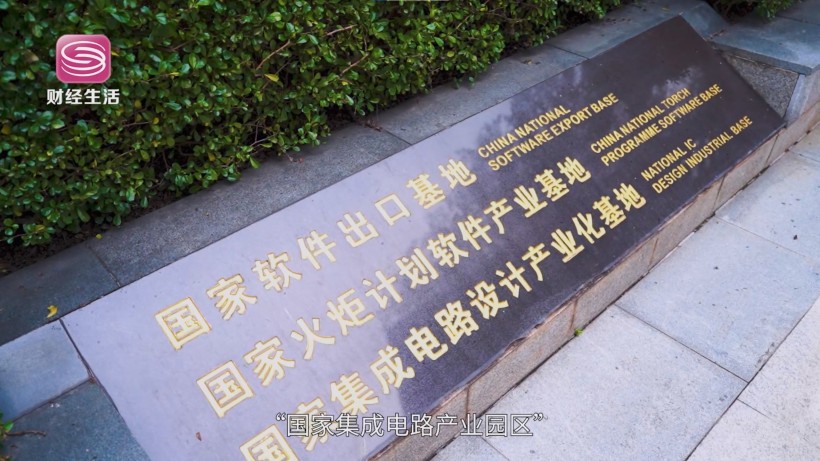 财经生活
国家软件出口基地
CHINA NATIONAL
SOFTWARE EXPORT BASE
国家火炬计划软件产业基地
CHINA NATIONAL TORCH
PROGRAMME SOFTWARE BASE
国家集成电路设计产业化基地
NATIONAL IC
DESIGN INDUSTRIAL BASE
“国家集成电路产业园区”